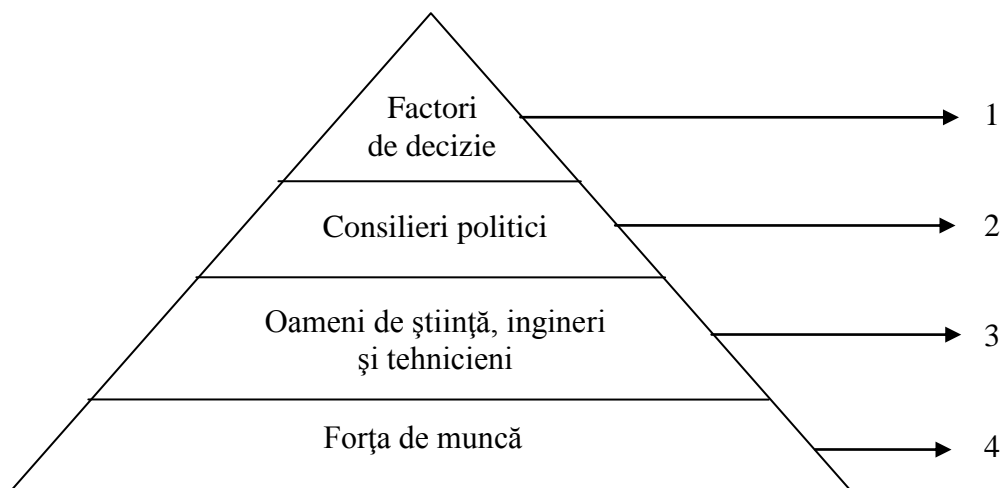 Factori
de decizie
1
Consilieri politici
2
Oameni de ştiinţă, ingineri
şi tehnicieni
3
Forţa de muncă
4